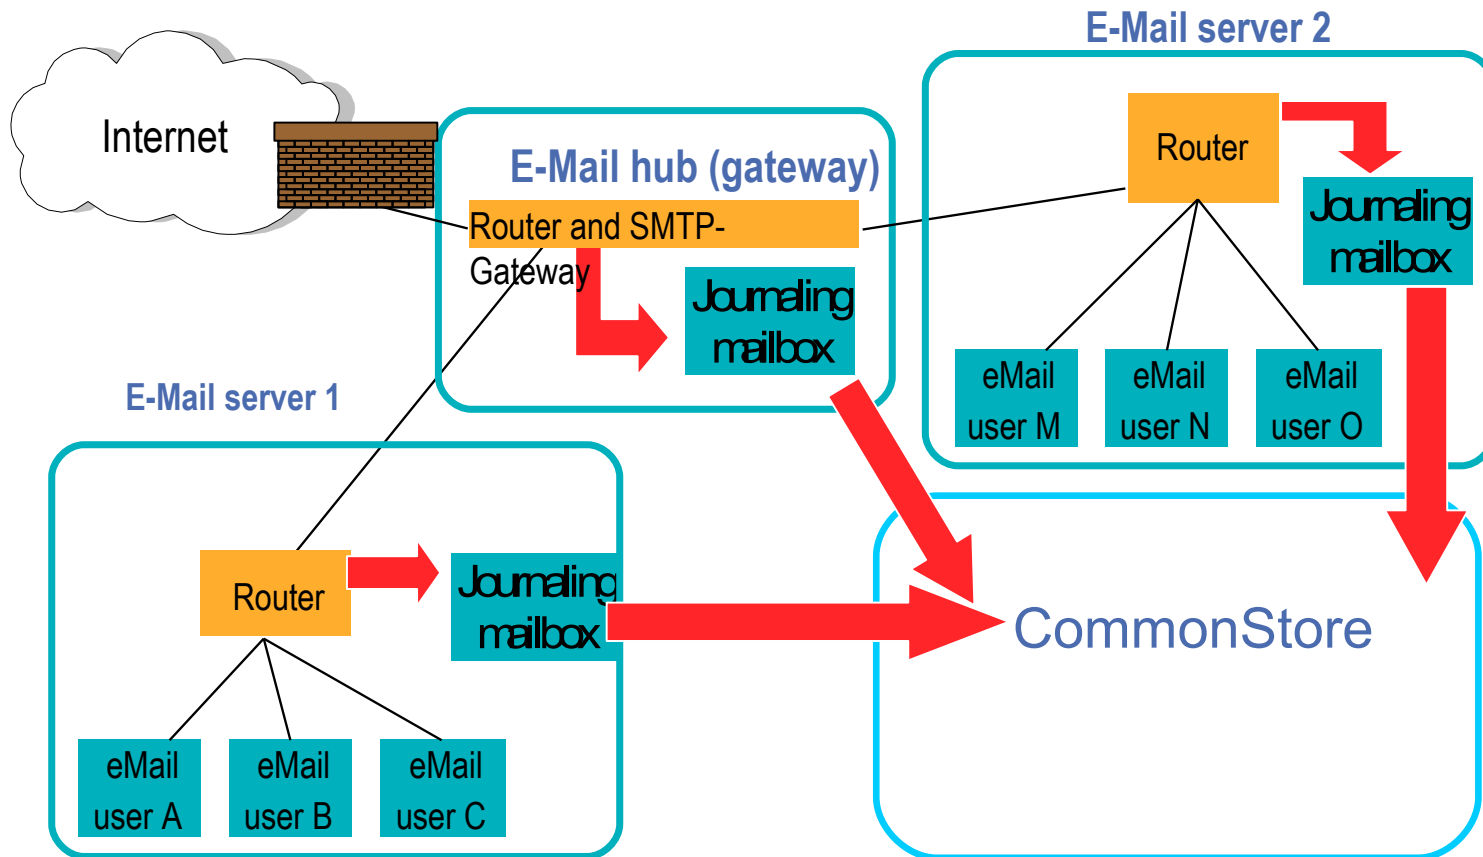 E-Mail server 2
Internet
E-Mail hub (gateway)
Router and SMTP-
Gateway
Journaling
mailbox
Router
Journaling
mailbox
eMail
user M
eMail
user N
eMail
user O
E-Mail server 1
Router
Journaling
mailbox
eMail
user A
eMail
user B
eMail
user C
CommonStore